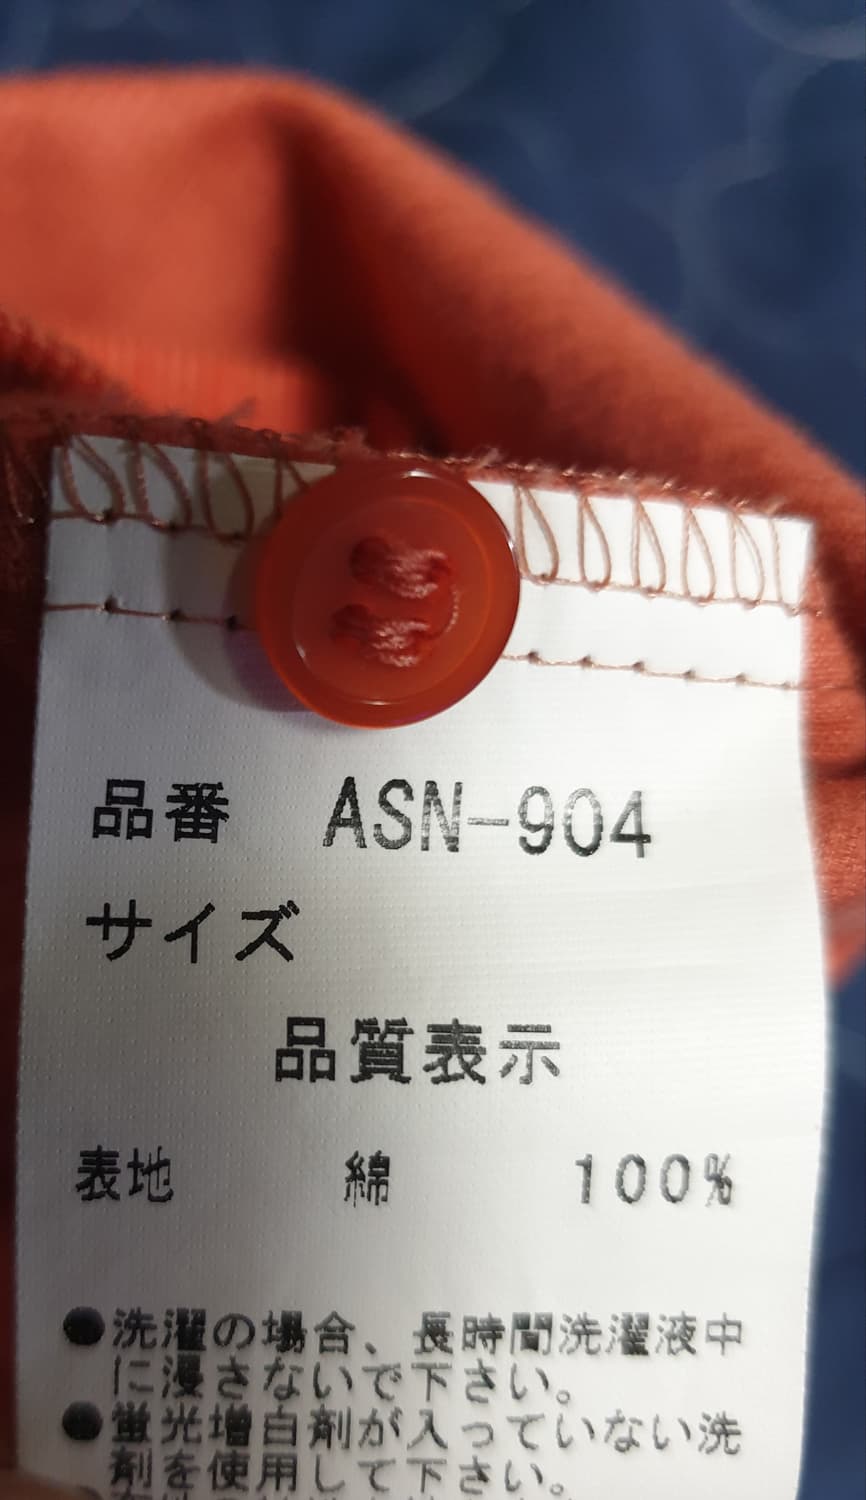 品番 ASN-904
サイズ
品質表示
表地 綿 100%
●洗濯の場合、長時間洗濯液中
に浸さないで下さい。
●蛍光増白剤が入っていない洗
剤を使用して下さい。